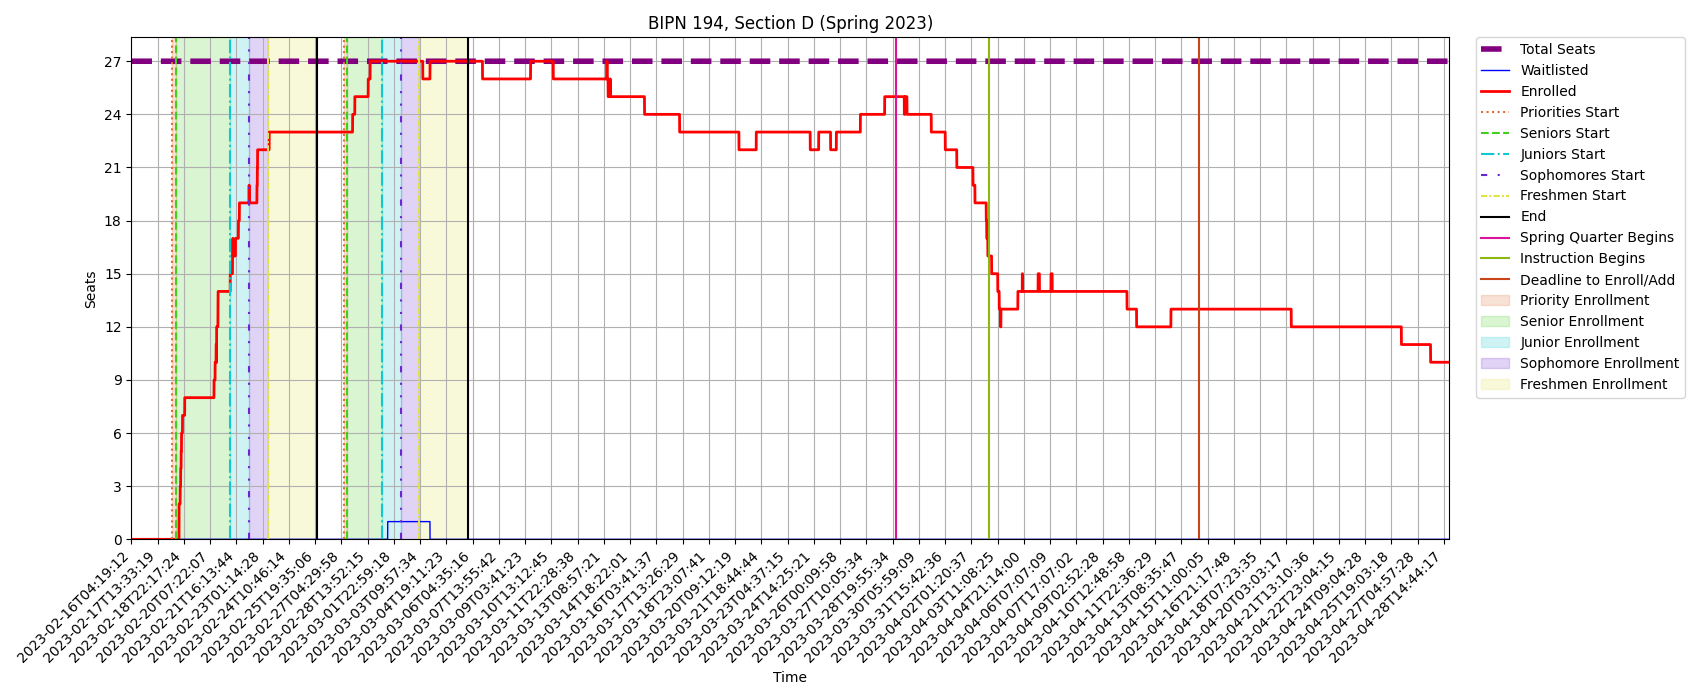 BIPN 194, Section D (Spring 2023)
Seats
27
24
21
18
15
12
9
6
3
0
2023-02-16T04:19:12
2023-02-17T13:33:19
2023-02-18T22:17:24
2023-02-20T07:22:07
2023-02-21T16:13:44
2023-02-23T01:14:28
2023-02-24T10:46:14
2023-02-25T19:35:06
2023-02-27T04:29:58
2023-02-28T13:52:15
2023-03-01T22:59:18
2023-03-03T09:57:34
2023-03-04T19:11:23
2023-03-06T04:35:16
2023-03-07T13:55:42
2023-03-09T03:41:23
2023-03-10T13:12:45
2023-03-11T22:28:38
2023-03-13T08:57:21
2023-03-14T18:22:01
2023-03-16T03:41:37
2023-03-17T13:26:29
2023-03-18T23:07:41
2023-03-20T09:12:19
2023-03-21T18:44:44
2023-03-23T04:37:15
2023-03-24T14:25:21
2023-03-26T00:09:58
2023-03-27T10:05:34
2023-03-28T19:55:34
2023-03-30T05:59:09
2023-03-31T15:42:36
2023-04-02T01:20:37
2023-04-03T11:08:25
2023-04-04T21:14:00
2023-04-06T07:07:09
2023-04-07T17:07:02
2023-04-09T02:52:28
2023-04-10T12:48:58
2023-04-11T22:36:29
2023-04-13T08:35:47
2023-04-15T11:00:05
2023-04-16T21:17:48
2023-04-18T07:23:35
2023-04-20T03:03:17
2023-04-21T13:10:36
2023-04-22T23:04:15
2023-04-24T09:04:28
2023-04-25T19:03:18
2023-04-27T04:57:28
2023-04-28T14:44:17
Time
Total Seats
Waitlisted
Enrolled
Priorities Start
Seniors Start
Juniors Start
Sophomores Start
Freshmen Start
End
Spring Quarter Begins
Instruction Begins
Deadline to Enroll/Add
Priority Enrollment
Senior Enrollment
Junior Enrollment
Sophomore Enrollment
Freshmen Enrollment